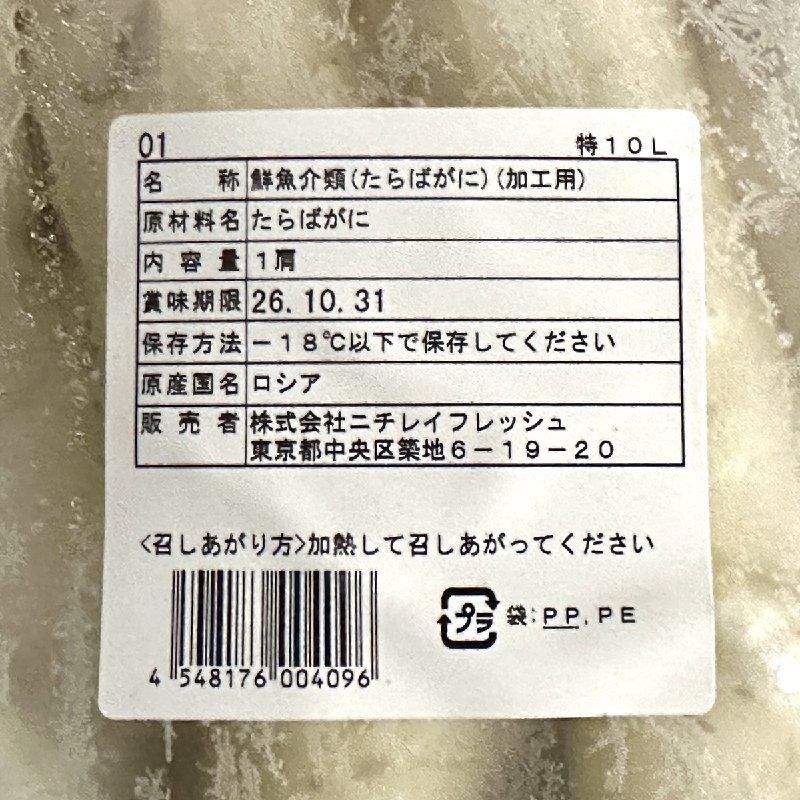 01 特10L
名称 鮮魚介類(たらばがに)(加工用)
原材料名 たらばがに
内容量 1肩
賞味期限 26.10.31
保存方法 -18℃以下で保存してください
原産国名 ロシア
販売者 株式会社ニチレイフレッシュ
東京都中央区築地6-19-20
<召しあがり方>加熱して召しあがってください
プラ 袋:PP,PE
4 548176 004096